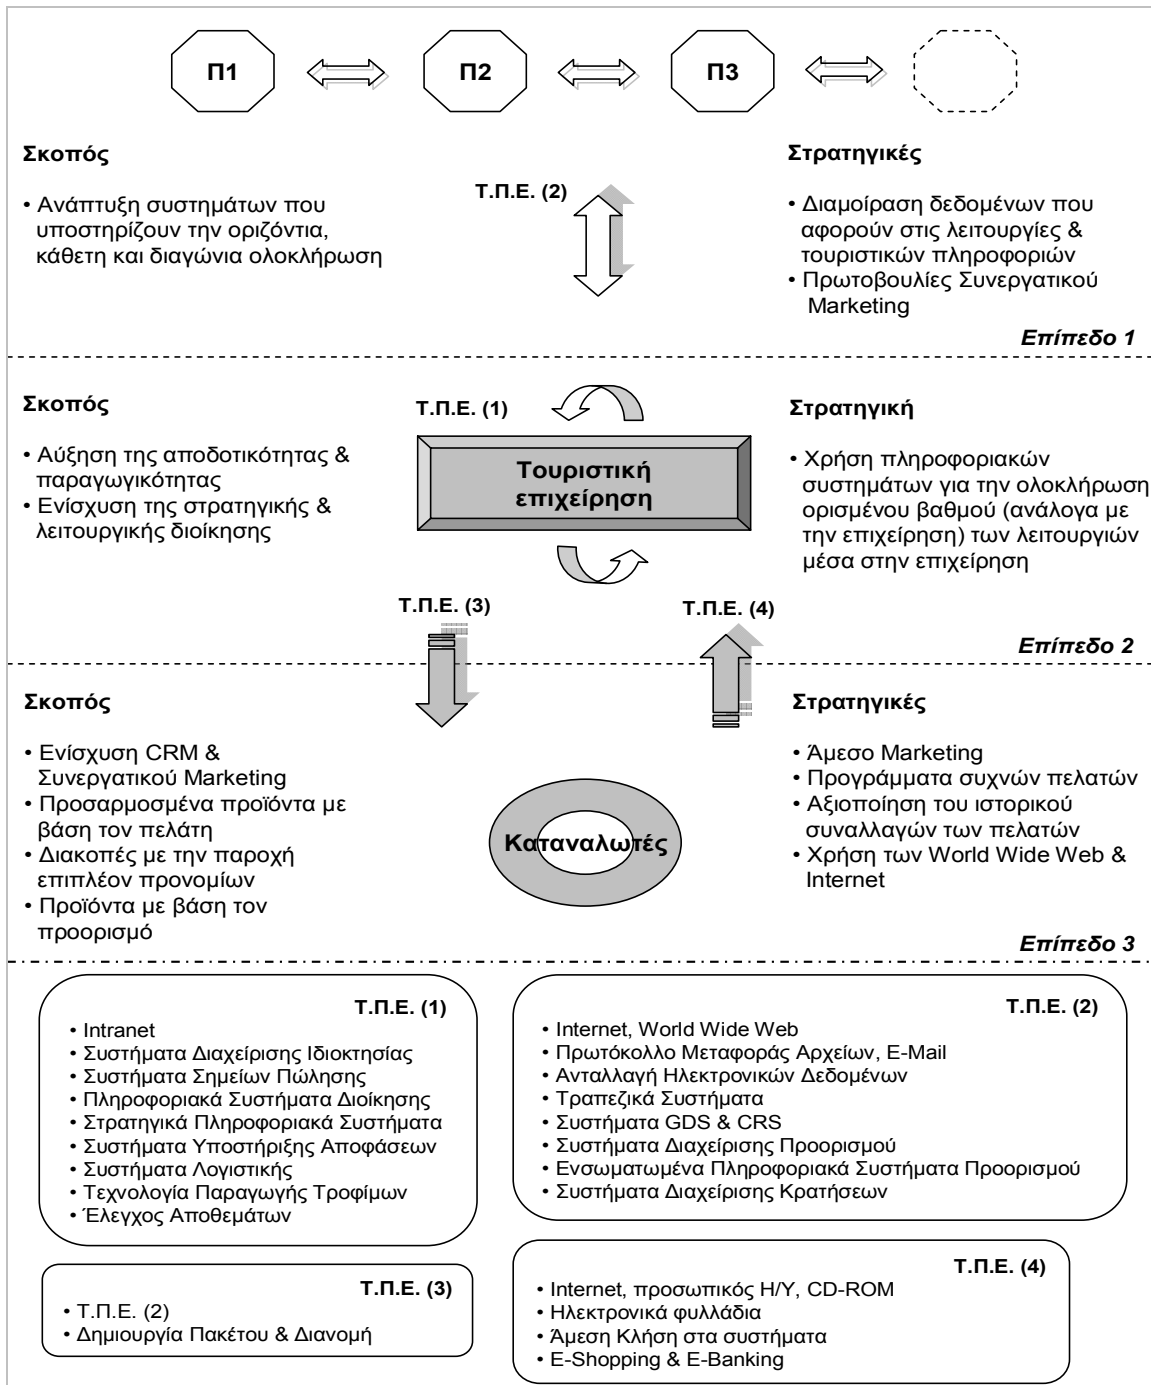 Π1
Π2
Π3
Σκοπός
• Ανάπτυξη συστημάτων που
υποστηρίζουν την οριζόντια,
κάθετη και διαγώνια ολοκλήρωση
Τ.Π.Ε. (2)
Στρατηγικές
• Διαμοίραση δεδομένων που
αφορούν στις λειτουργίες &
τουριστικών πληροφοριών
• Πρωτοβουλίες Συνεργατικού
Marketing
Επίπεδο 1
Σκοπός
• Αύξηση της αποδοτικότητας &
παραγωγικότητας
• Ενίσχυση της στρατηγικής &
λειτουργικής διοίκησης
Τ.Π.Ε. (1)
Τουριστική
επιχείρηση
Στρατηγική
• Χρήση πληροφοριακών
συστημάτων για την ολοκλήρωση
ορισμένου βαθμού (ανάλογα με
την επιχείρηση) των λειτουργιών
μέσα στην επιχείρηση
Τ.Π.Ε. (3)
Τ.Π.Ε. (4)
Επίπεδο 2
Σκοπός
• Ενίσχυση CRM &
Συνεργατικού Marketing
• Προσαρμοσμένα προϊόντα με
βάση τον πελάτη
• Διακοπές με την παροχή
επιπλέον προνομίων
• Προϊόντα με βάση τον
προορισμό
Καταναλωτές
Στρατηγικές
• Άμεσο Marketing
• Προγράμματα συχνών πελατών
• Αξιοποίηση του ιστορικού
συναλλαγών των πελατών
• Χρήση των World Wide Web &
Internet
Επίπεδο 3
Τ.Π.Ε. (1)
• Intranet
• Συστήματα Διαχείρισης Ιδιοκτησίας
• Συστήματα Σημείων Πώλησης
• Πληροφοριακά Συστήματα Διοίκησης
• Στρατηγικά Πληροφοριακά Συστήματα
• Συστήματα Υποστήριξης Αποφάσεων
• Συστήματα Λογιστικής
• Τεχνολογία Παραγωγής Τροφίμων
• Έλεγχος Αποθεμάτων
Τ.Π.Ε. (2)
• Internet, World Wide Web
• Πρωτόκολλο Μεταφοράς Αρχείων, E-Mail
• Ανταλλαγή Ηλεκτρονικών Δεδομένων
• Τραπεζικά Συστήματα
• Συστήματα GDS & CRS
• Συστήματα Διαχείρισης Προορισμού
• Ενσωματωμένα Πληροφοριακά Συστήματα Προορισμού
• Συστήματα Διαχείρισης Κρατήσεων
Τ.Π.Ε. (3)
• Τ.Π.Ε. (2)
• Δημιουργία Πακέτου & Διανομή
Τ.Π.Ε. (4)
• Internet, προσωπικός Η/Υ, CD-ROM
• Ηλεκτρονικά φυλλάδια
• Άμεση Κλήση στα συστήματα
• E-Shopping & E-Banking